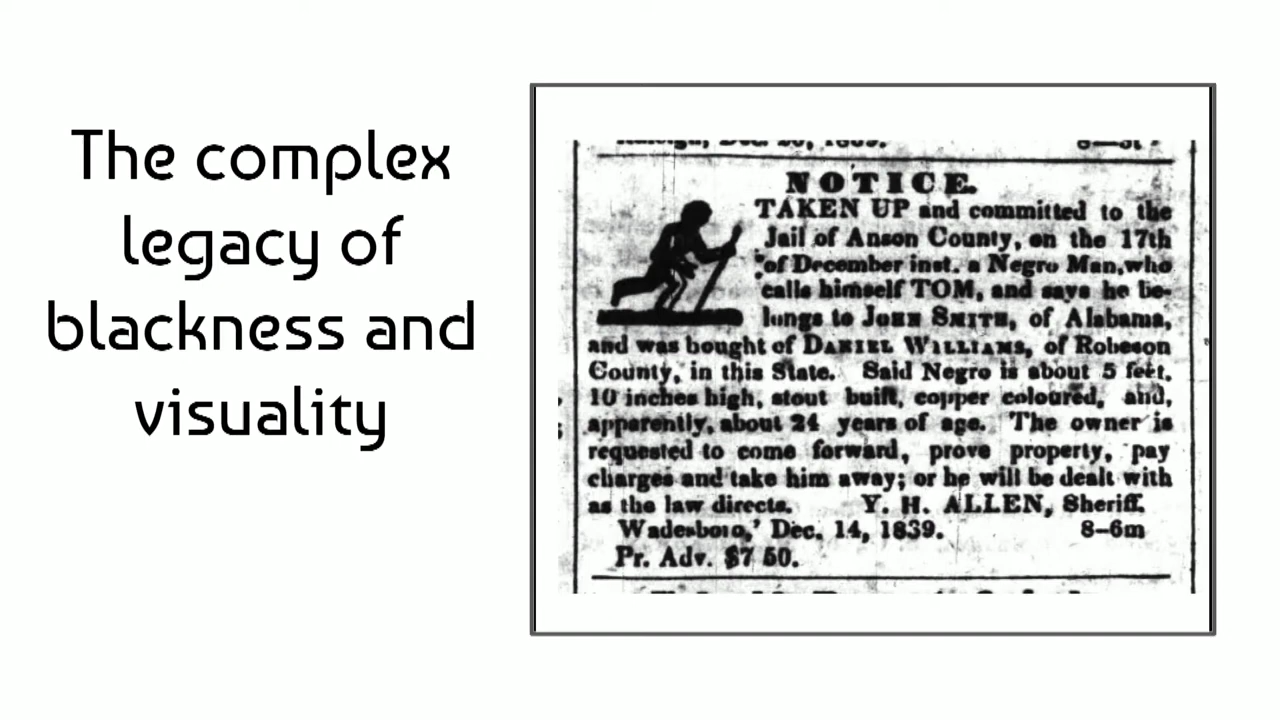 The complex
legacy of
blackness and
visuality
Dec. 20, 1839. 8—3t
NOTICE.
TAKEN UP and committed to the
Jail of Anson County, on the 17th
of December inst. a Negro Man, who
calls himself TOM, and says he be-
longs to JOHN SMITH, of Alabama,
and was bought of DANIEL WILLIAMS, of Robeson
County, in this State. Said Negro is about 5 feet,
10 inches high, stout built, copper coloured, and,
apparently, about 24 years of age. The owner is
requested to come forward, prove property, pay
charges and take him away; or he will be dealt with
as the law directs. Y. H. ALLEN, Sheriff.
Wadesboro,' Dec. 14, 1839. 8-6m
Pr. Adv. $7 50.